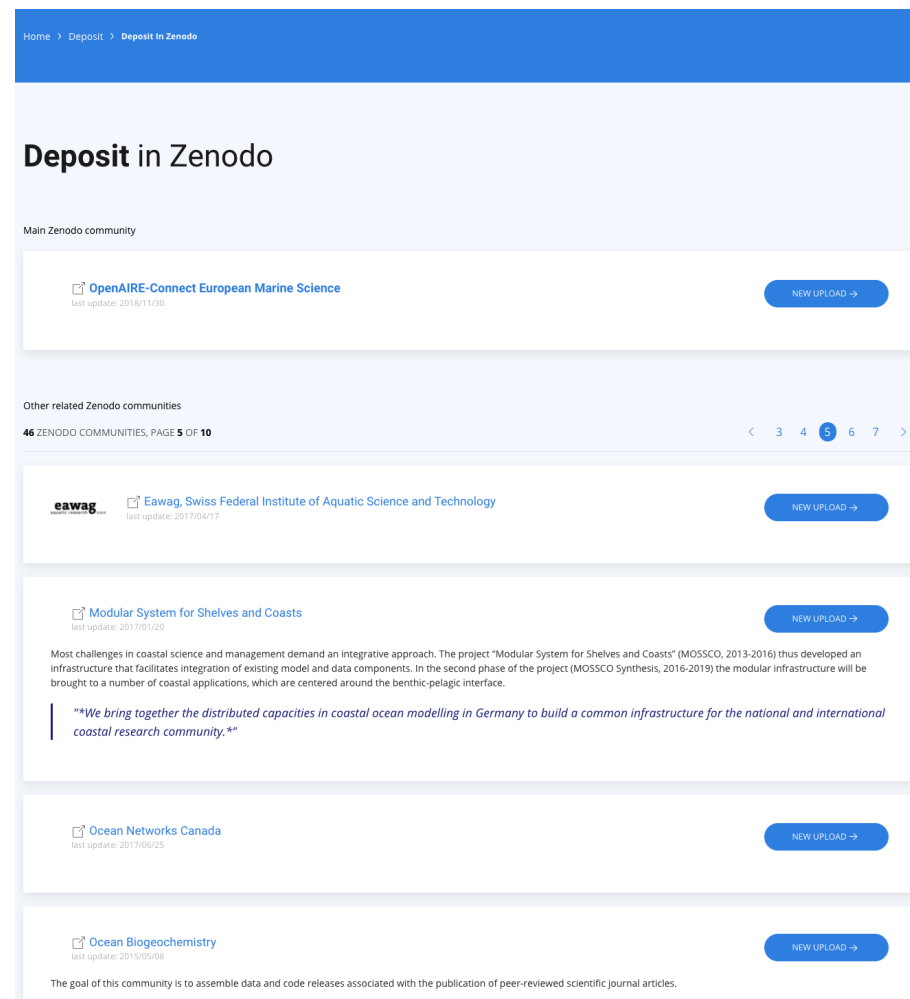 Home > Deposit > Deposit In Zenodo
Deposit in Zenodo
Main Zenodo community
OpenAIRE-Connect European Marine Science
last update: 2018/11/30
NEW UPLOAD →
Other related Zenodo communities
46 ZENODO COMMUNITIES, PAGE 5 OF 10
< 3 4 5 6 7 >
eawag
aquatic research
Eawag, Swiss Federal Institute of Aquatic Science and Technology
last update: 2017/04/17
NEW UPLOAD →
Modular System for Shelves and Coasts
last update: 2017/01/20
NEW UPLOAD →
Most challenges in coastal science and management demand an integrative approach. The project “Modular System for Shelves and Coasts” (MOSSCO, 2013-2016) thus developed an
infrastructure that facilitates integration of existing model and data components. In the second phase of the project (MOSSCO Synthesis, 2016-2019) the modular infrastructure will be
brought to a number of coastal applications, which are centered around the benthic-pelagic interface.
"*We bring together the distributed capacities in coastal ocean modelling in Germany to build a common infrastructure for the national and international
coastal research community.*"
Ocean Networks Canada
last update: 2017/06/25
NEW UPLOAD →
Ocean Biogeochemistry
last update: 2015/05/08
NEW UPLOAD →
The goal of this community is to assemble data and code releases associated with the publication of peer-reviewed scientific journal articles.